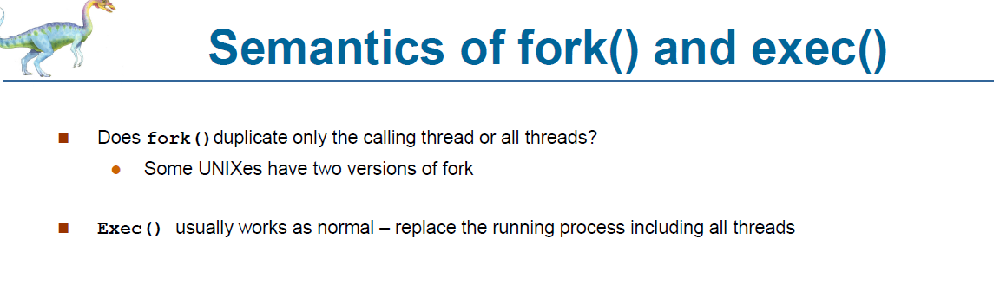 Semantics of fork() and exec()
Does fork() duplicate only the calling thread or all threads?
Some UNIXes have two versions of fork
Exec() usually works as normal – replace the running process including all threads